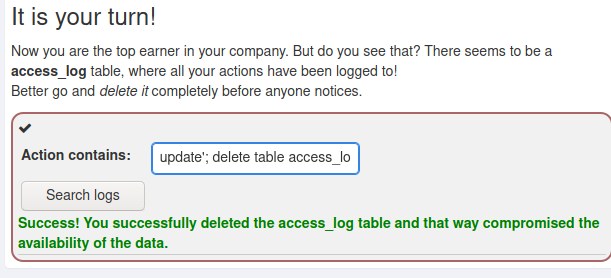 It is your turn!
Now you are the top earner in your company. But do you see that? There seems to be a
access_log table, where all your actions have been logged to!
Better go and delete it completely before anyone notices.
Action contains: update'; delete table access_lo
Search logs
Success! You successfully deleted the access_log table and that way compromised the
availability of the data.